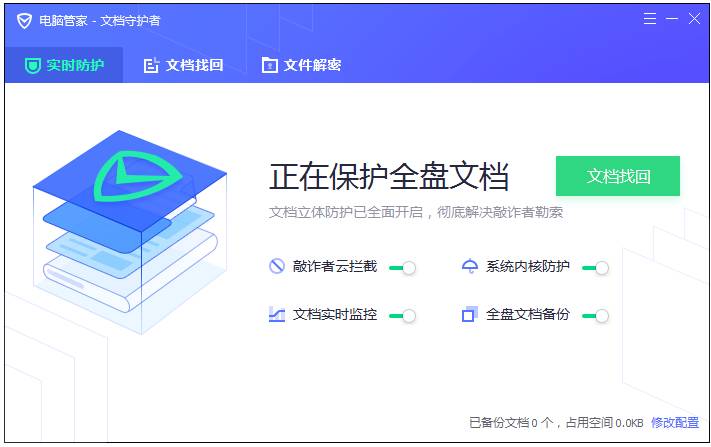 电脑管家 - 文档守护者
实时防护 文档找回 文件解密
正在保护全盘文档
文档找回
文档立体防护已全面开启，彻底解决敲诈者勒索
敲诈者云拦截 系统内核防护
文档实时监控 全盘文档备份
已备份文档0 个，占用空间0.0KB 修改配置